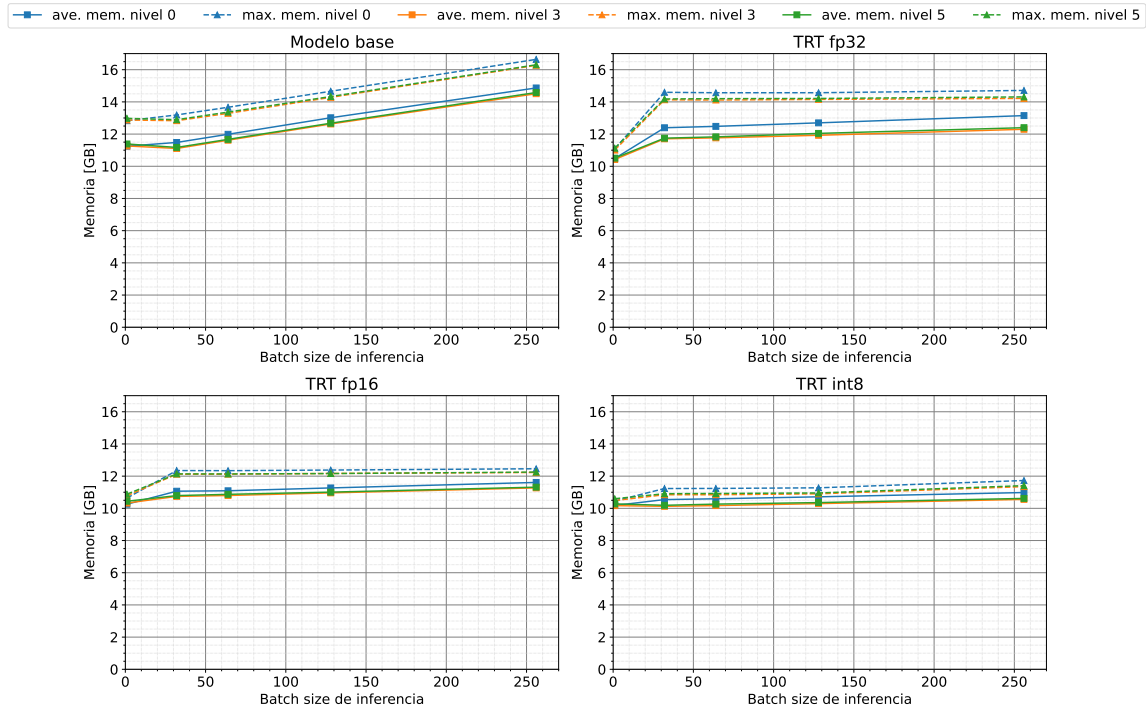 ave. mem. nivel 0 max. mem. nivel 0 ave. mem. nivel 3 max. mem. nivel 3 ave. mem. nivel 5 max. mem. nivel 5
Modelo base
Memoria [GB]
16
14
12
10
8
6
4
2
0
0 50 100 150 200 250
Batch size de inferencia
TRT fp32
Memoria [GB]
16
14
12
10
8
6
4
2
0
0 50 100 150 200 250
Batch size de inferencia
TRT fp16
Memoria [GB]
16
14
12
10
8
6
4
2
0
0 50 100 150 200 250
Batch size de inferencia
TRT int8
Memoria [GB]
16
14
12
10
8
6
4
2
0
0 50 100 150 200 250
Batch size de inferencia